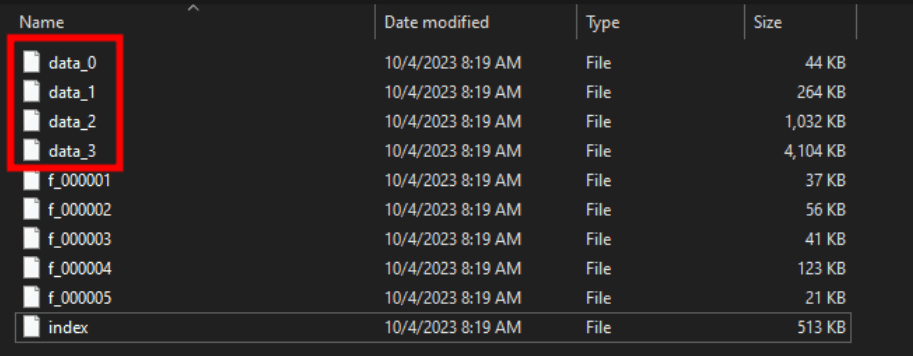 Name Date modified Type Size
data_0 10/4/2023 8:19 AM File 44 KB
data_1 10/4/2023 8:19 AM File 264 KB
data_2 10/4/2023 8:19 AM File 1,032 KB
data_3 10/4/2023 8:19 AM File 4,104 KB
f_000001 10/4/2023 8:19 AM File 37 KB
f_000002 10/4/2023 8:19 AM File 56 KB
f_000003 10/4/2023 8:19 AM File 41 KB
f_000004 10/4/2023 8:19 AM File 123 KB
f_000005 10/4/2023 8:19 AM File 21 KB
index 10/4/2023 8:19 AM File 513 KB